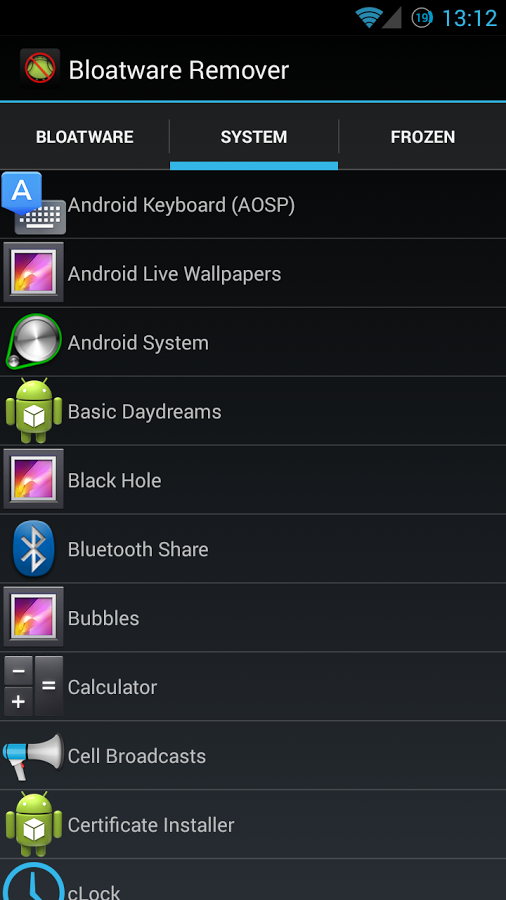 19 13:12
Bloatware Remover
BLOATWARE SYSTEM FROZEN
A Android Keyboard (AOSP)
Android Live Wallpapers
Android System
Basic Daydreams
Black Hole
Bluetooth Share
Bubbles
Calculator
Cell Broadcasts
Certificate Installer
cLock